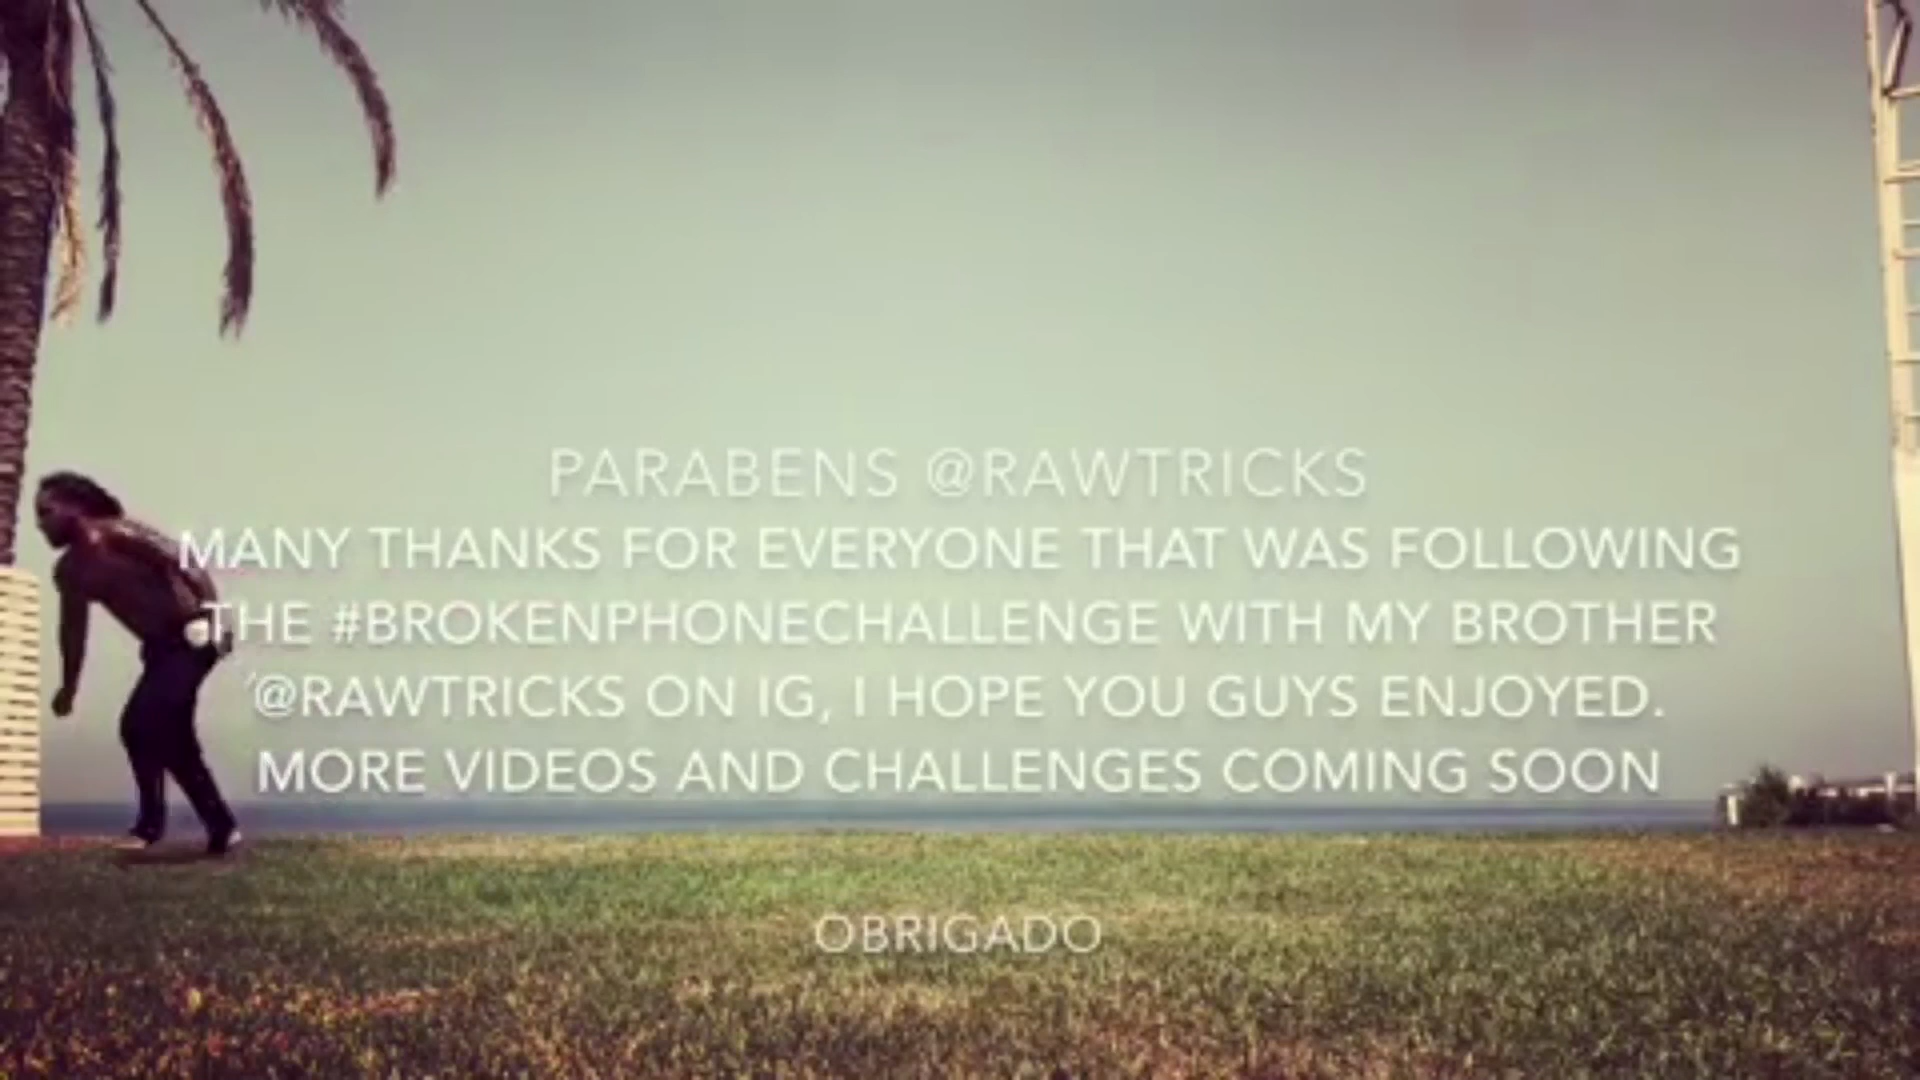 PARABENS @RAWTRICKS
MANY THANKS FOR EVERYONE THAT WAS FOLLOWING
THE #BROKENPHONECHALLENGE WITH MY BROTHER
@RAWTRICKS ON IG, I HOPE YOU GUYS ENJOYED.
MORE VIDEOS AND CHALLENGES COMING SOON
OBRIGADO